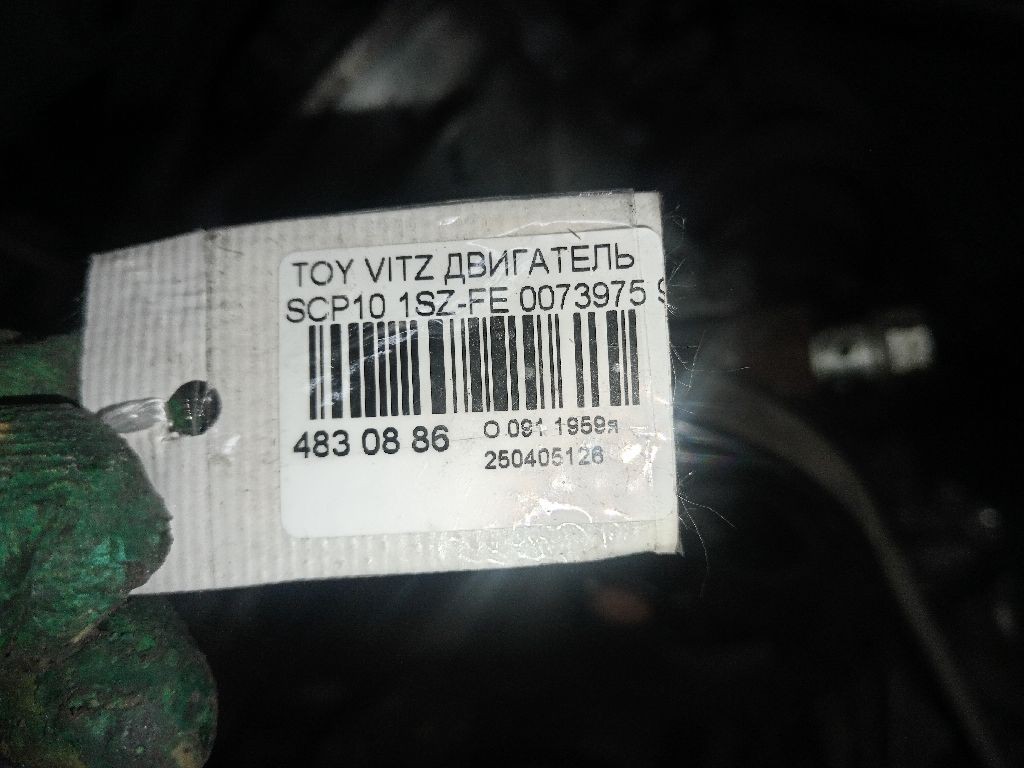 TOY VITZ ДВИГАТЕЛЬ
SCP10 1SZ-FE 0073975
483 08 86
O 091 1959я
250405126